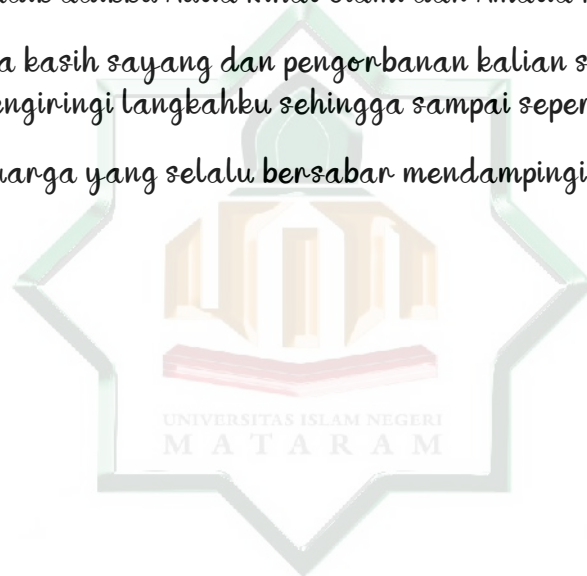 a kasih sayang dan pengorbanan kalian s
ngiringi langkahku sehingga sampai seper
uarga yang selalu bersabar mendampingi
UNIVERSITAS ISLAM NEGERI
MATARAM